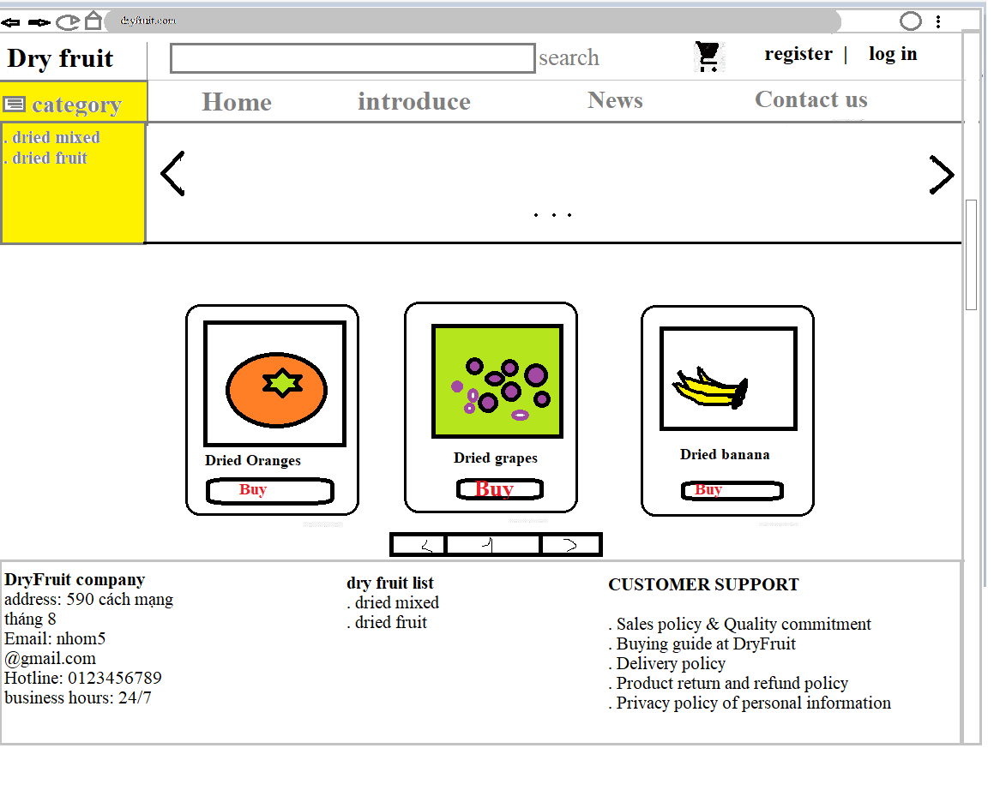 dryfruit.com
Dry fruit
search
register | log in
category
Home introduce News Contact us
. dried mixed
. dried fruit
. . .
Dried Oranges
Buy
Dried grapes
Buy
Dried banana
Buy
< 1 >
DryFruit company
address: 590 cách mạng
tháng 8
Email: nhom5
@gmail.com
Hotline: 0123456789
business hours: 24/7
dry fruit list
. dried mixed
. dried fruit
CUSTOMER SUPPORT
. Sales policy & Quality commitment
. Buying guide at DryFruit
. Delivery policy
. Product return and refund policy
. Privacy policy of personal information